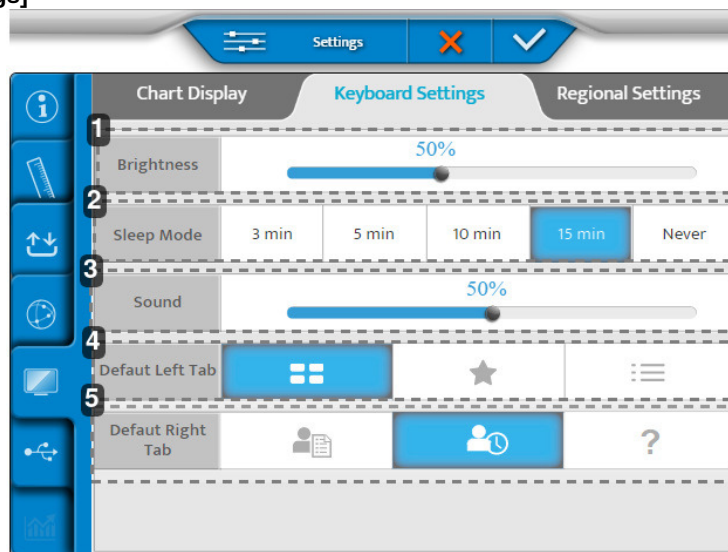 gs]
Settings
Chart Display Keyboard Settings Regional Settings
1
Brightness 50%
2
Sleep Mode 3 min 5 min 10 min 15 min Never
3
Sound 50%
4
Defaut Left Tab
5
Defaut Right
Tab
?